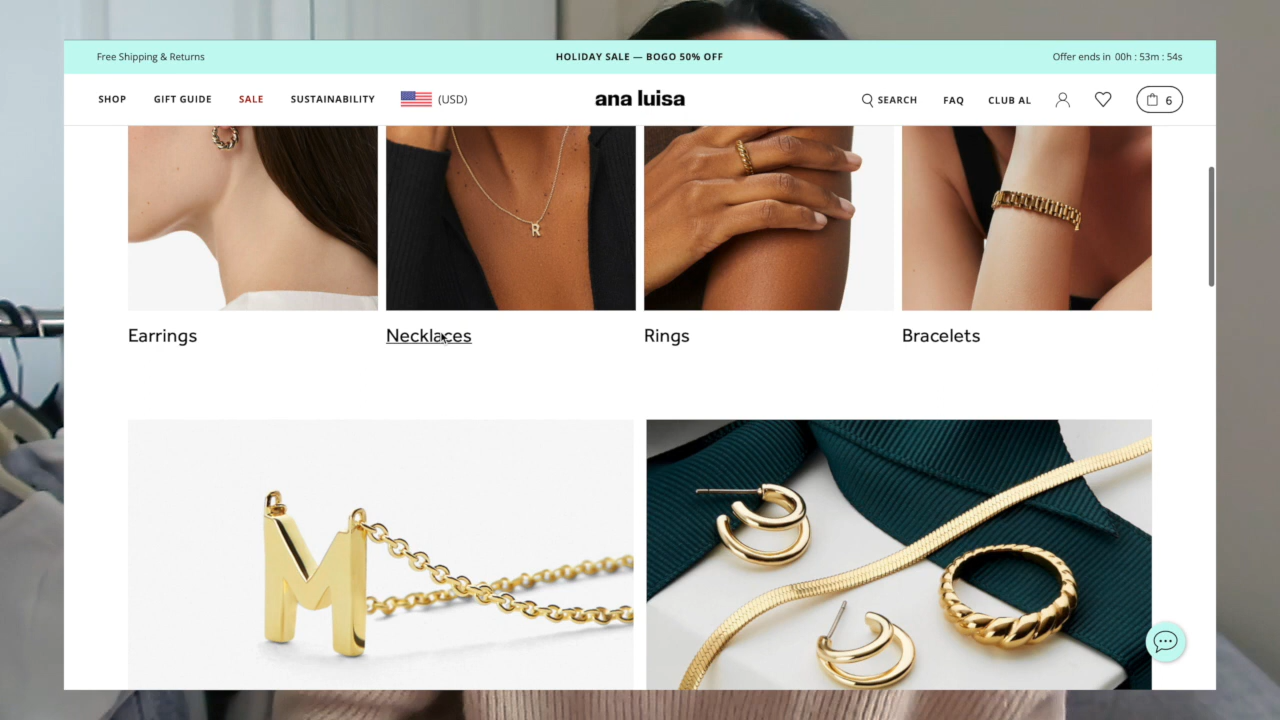 Free Shipping & Returns
HOLIDAY SALE — BOGO 50% OFF
Offer ends in 00h : 53m : 54s
SHOP
GIFT GUIDE
SALE
SUSTAINABILITY
(USD)
ana luisa
SEARCH
FAQ
CLUB AL
6
R
Earrings
Necklaces
Rings
Bracelets
M